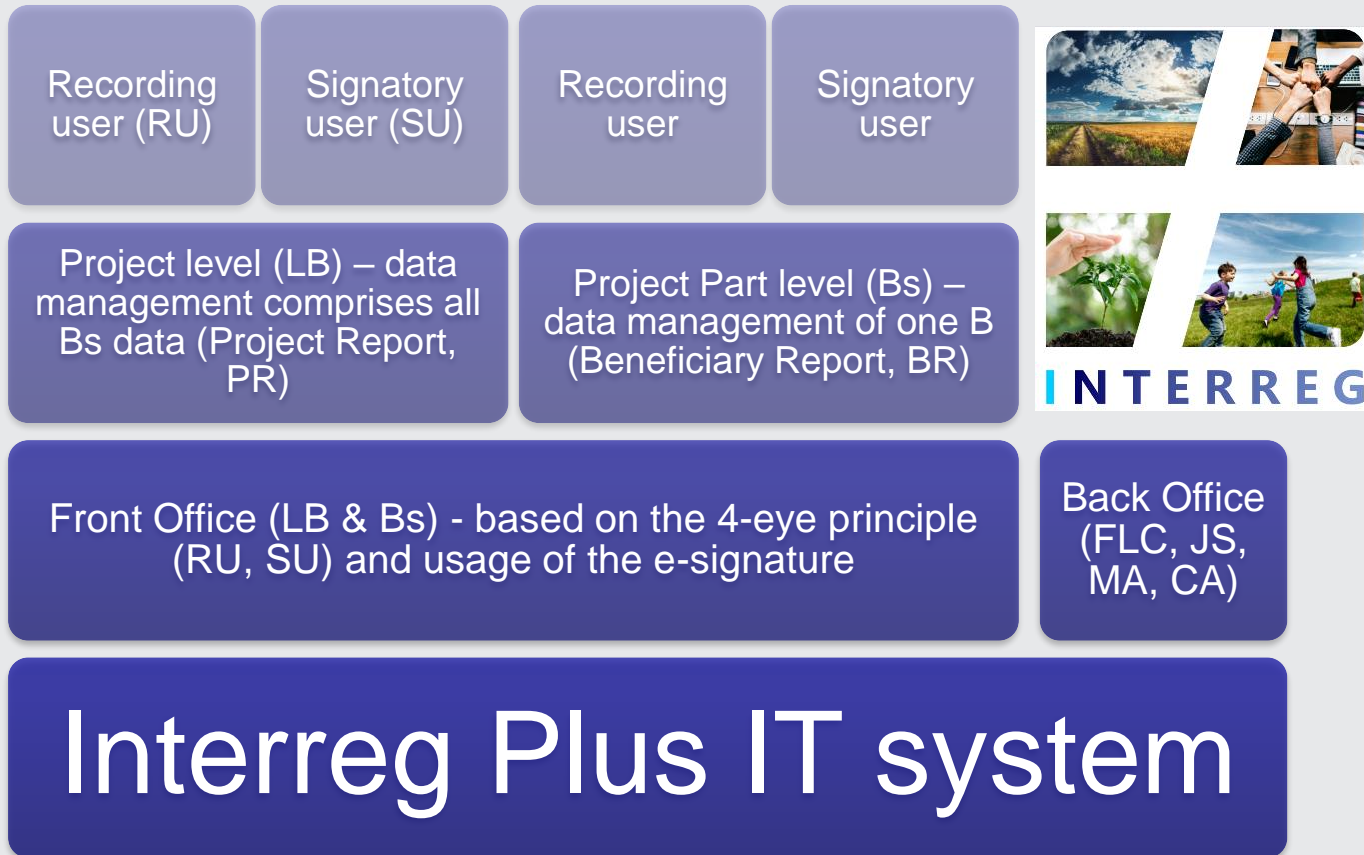 Recording
user (RU)
Signatory
user (SU)
Recording
user
Signatory
user
Project level (LB) – data
management comprises all
Bs data (Project Report,
PR)
Project Part level (Bs) –
data management of one B
(Beneficiary Report, BR)
INTERREG
Front Office (LB & Bs) - based on the 4-eye principle
(RU, SU) and usage of the e-signature
Back Office
(FLC, JS,
MA, CA)
Interreg Plus IT system